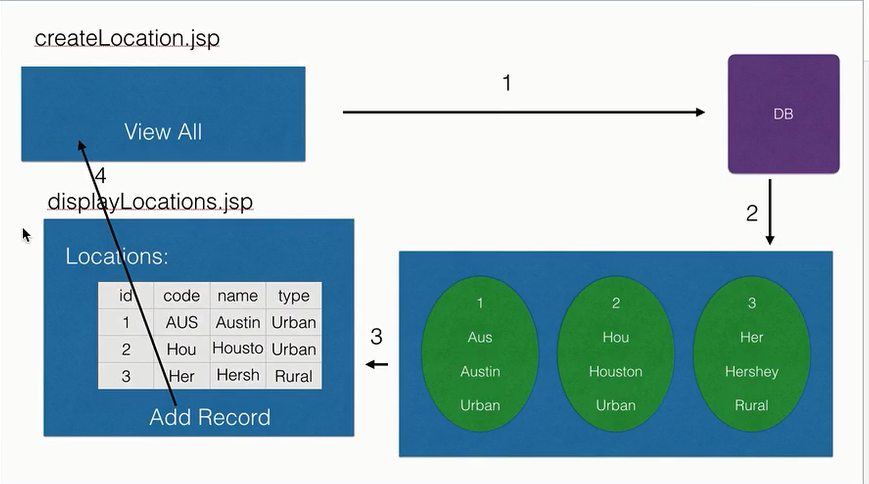 createLocation.jsp
View All
1
DB
4
2
displayLocations.jsp
Locations:
id code name type
1 AUS Austin Urban
2 Hou Housto Urban
3 Her Hersh Rural
Add Record
3
1 2 3
Aus Hou Her
Austin Houston Hershey
Urban Urban Rural